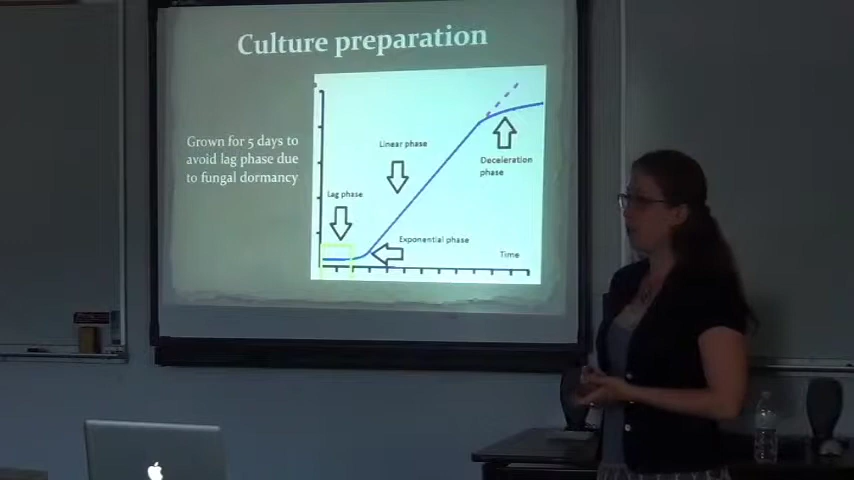 Culture preparation
Grown for 5 days to
avoid lag phase due
to fungal dormancy
Linear phase
Deceleration
phase
Lag phase
Exponential phase
Time